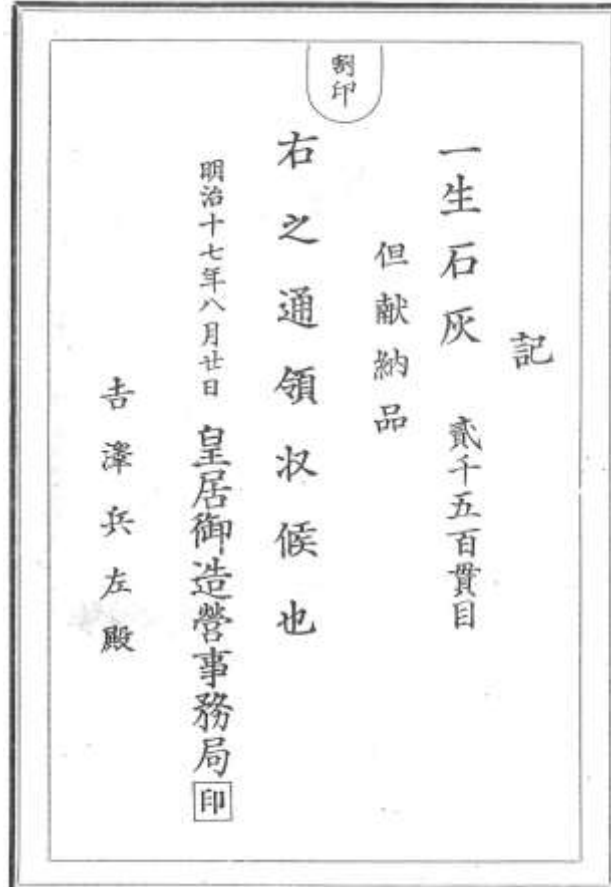 割印
記
一生石灰 貳千五百貫目
但献納品
右之通領収候也
明治十七年八月廿日 皇居御造營事務局 印
吉澤兵左殿